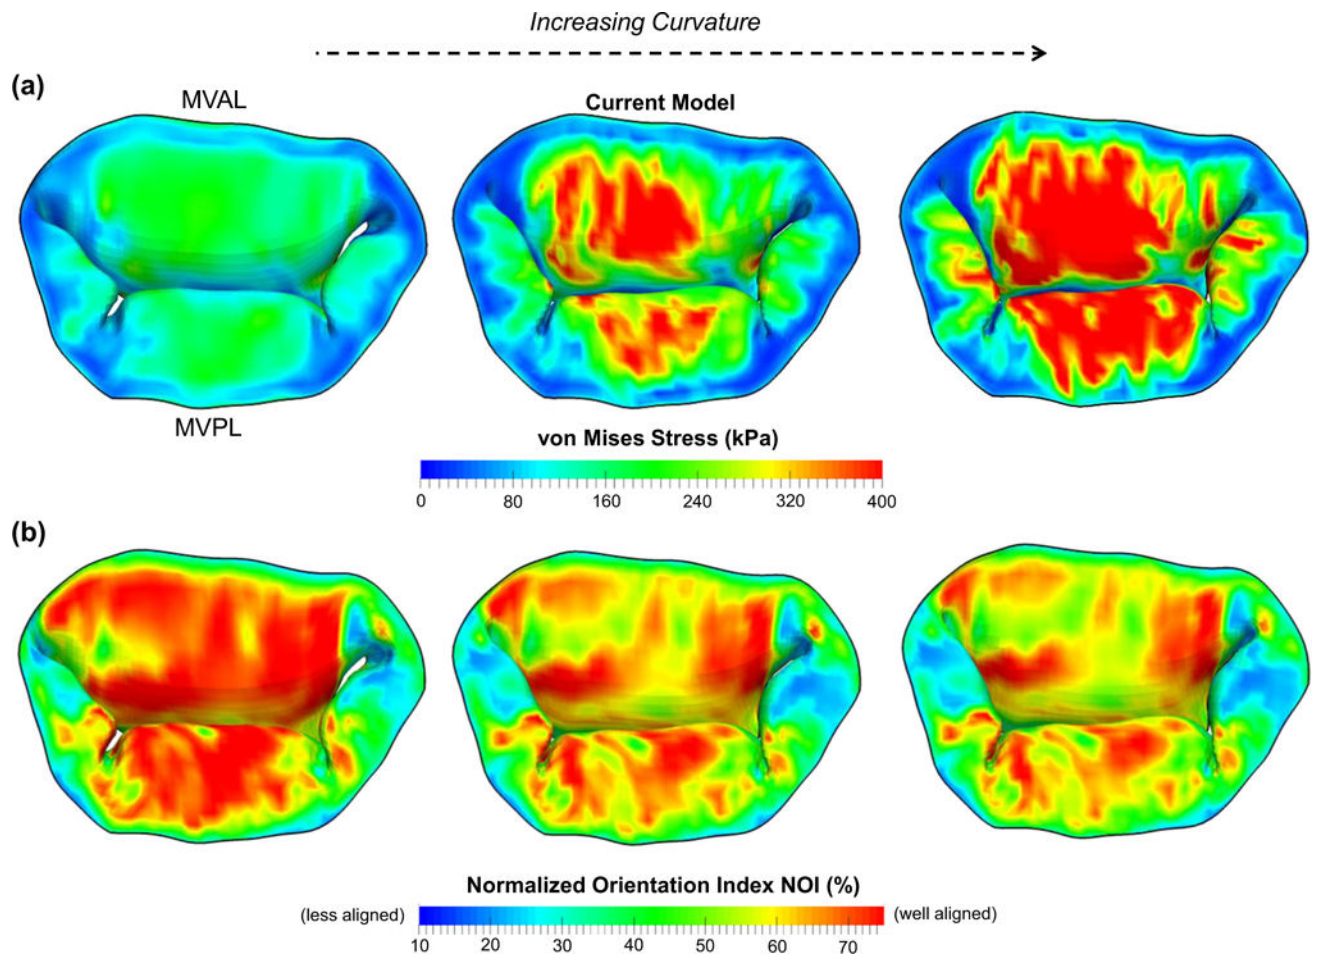 Increasing Curvature
(a)
MVAL
Current Model
MVPL
von Mises Stress (kPa)
0 80 160 240 320 400
(b)
Normalized Orientation Index NOI (%)
(less aligned) (well aligned)
10 20 30 40 50 60 70